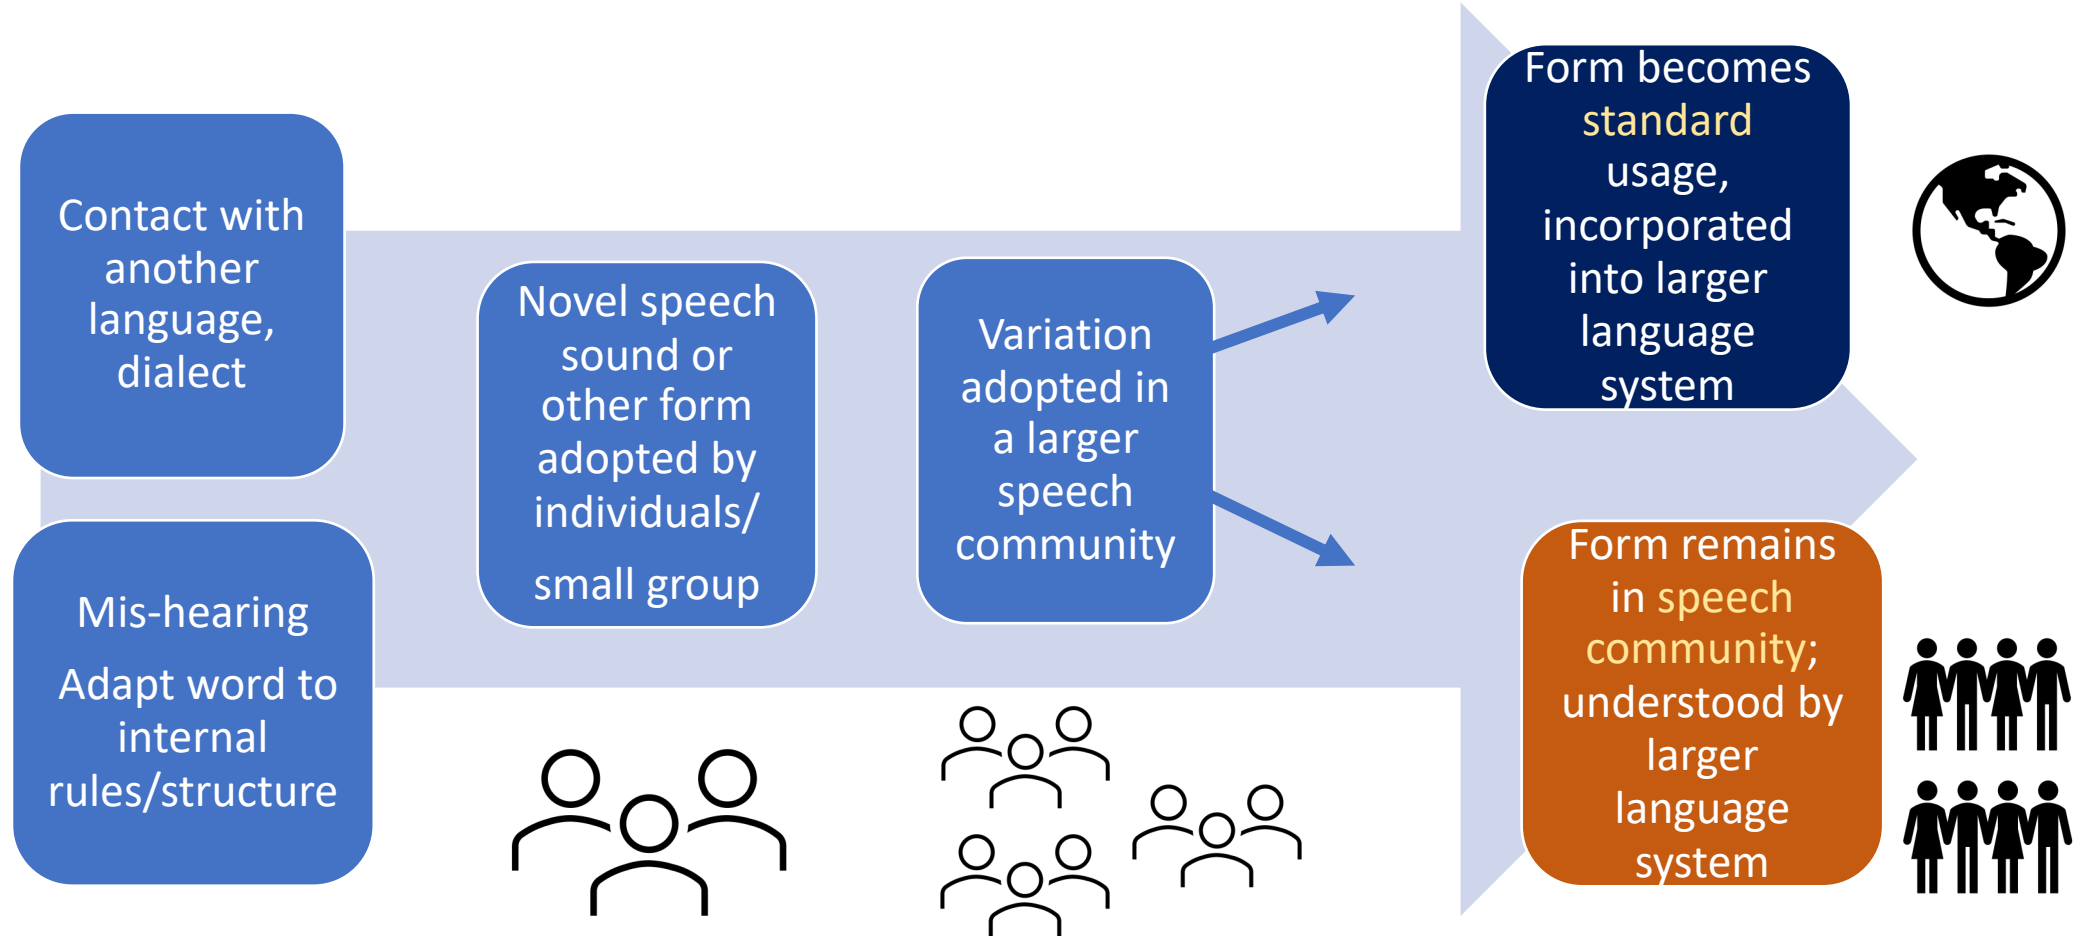 Contact with
another
language,
dialect
Mis-hearing
Adapt word to
internal
rules/structure
Novel speech
sound or
other form
adopted by
individuals/
small group
Variation
adopted in
a larger
speech
community
Form becomes
standard
usage,
incorporated
into larger
language
system
Form remains
in speech
community;
understood by
larger
language
system